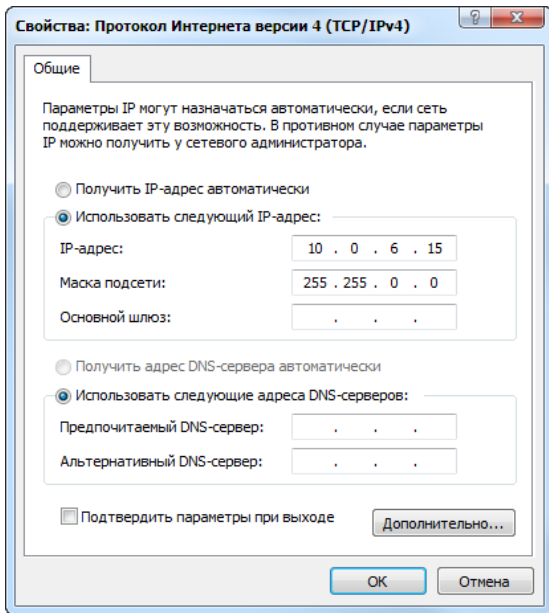 Свойства: Протокол Интернета версии 4 (TCP/IPv4)
Общие
Параметры IP могут назначаться автоматически, если сеть
поддерживает эту возможность. В противном случае параметры
IP можно получить у сетевого администратора.
Получить IP-адрес автоматически
Использовать следующий IP-адрес:
IP-адрес: 10 . 0 . 6 . 15
Маска подсети: 255 . 255 . 0 . 0
Основной шлюз: . . .
Получить адрес DNS-сервера автоматически
Использовать следующие адреса DNS-серверов:
Предпочитаемый DNS-сервер: . . .
Альтернативный DNS-сервер: . . .
Подтвердить параметры при выходе
Дополнительно...
ОК Отмена